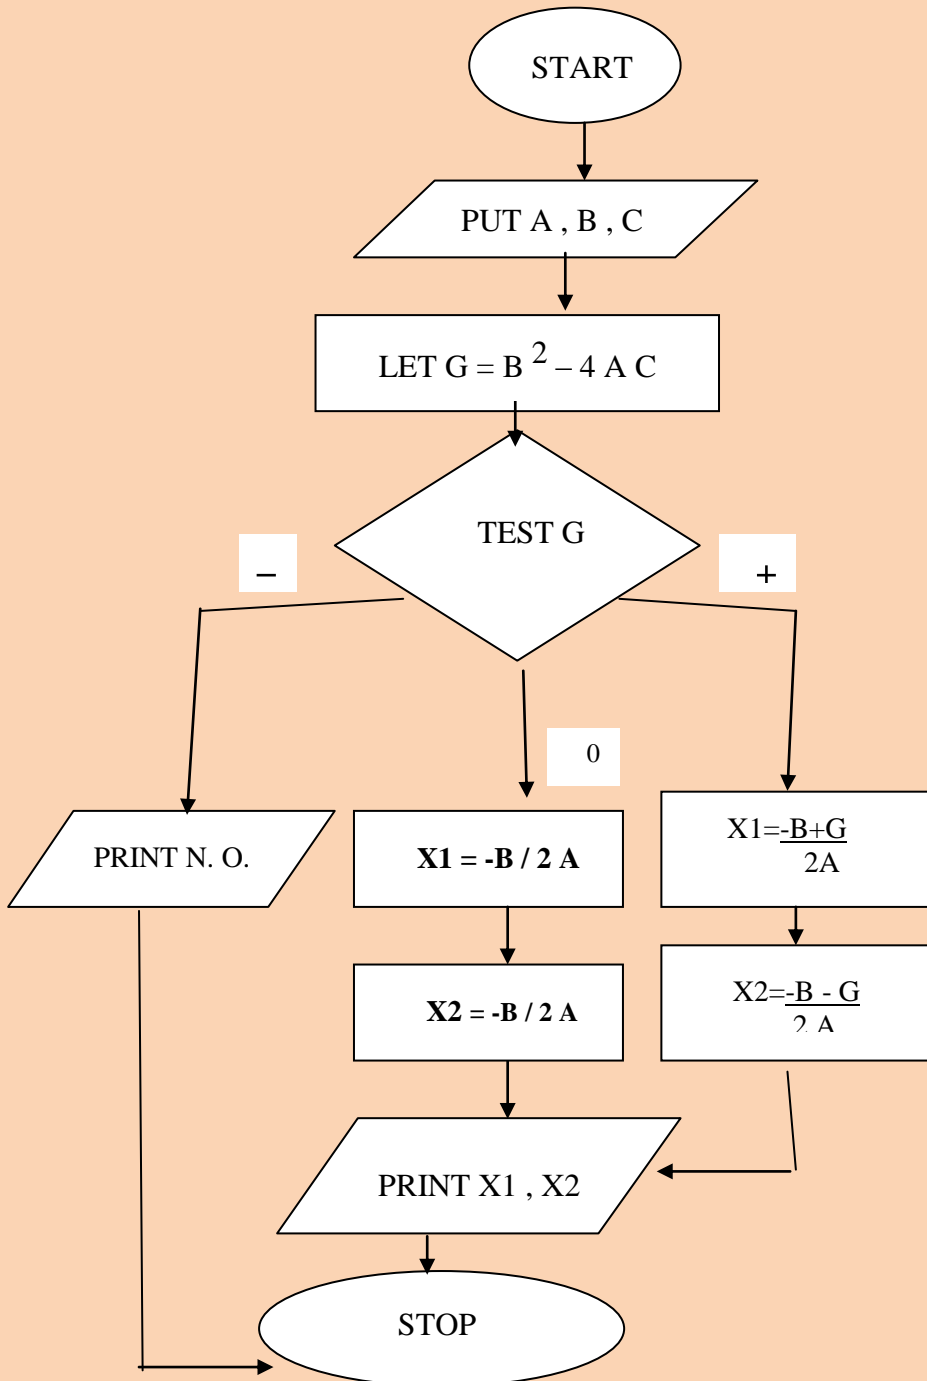 START
PUT A , B , C
LET G = B 2 – 4 A C
TEST G
–
+
0
PRINT N. O.
X1 = -B / 2 A
X1=-B+G
2A
X2 = -B / 2 A
X2=-B - G
2 A
PRINT X1 , X2
STOP